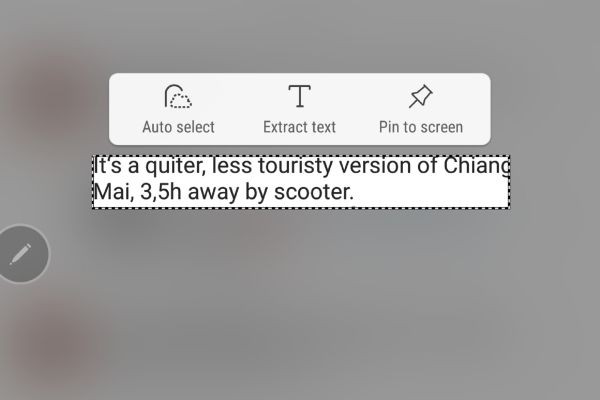 Auto select
Extract text
Pin to screen
It's a quiter, less touristy version of Chiang
Mai, 3,5h away by scooter.